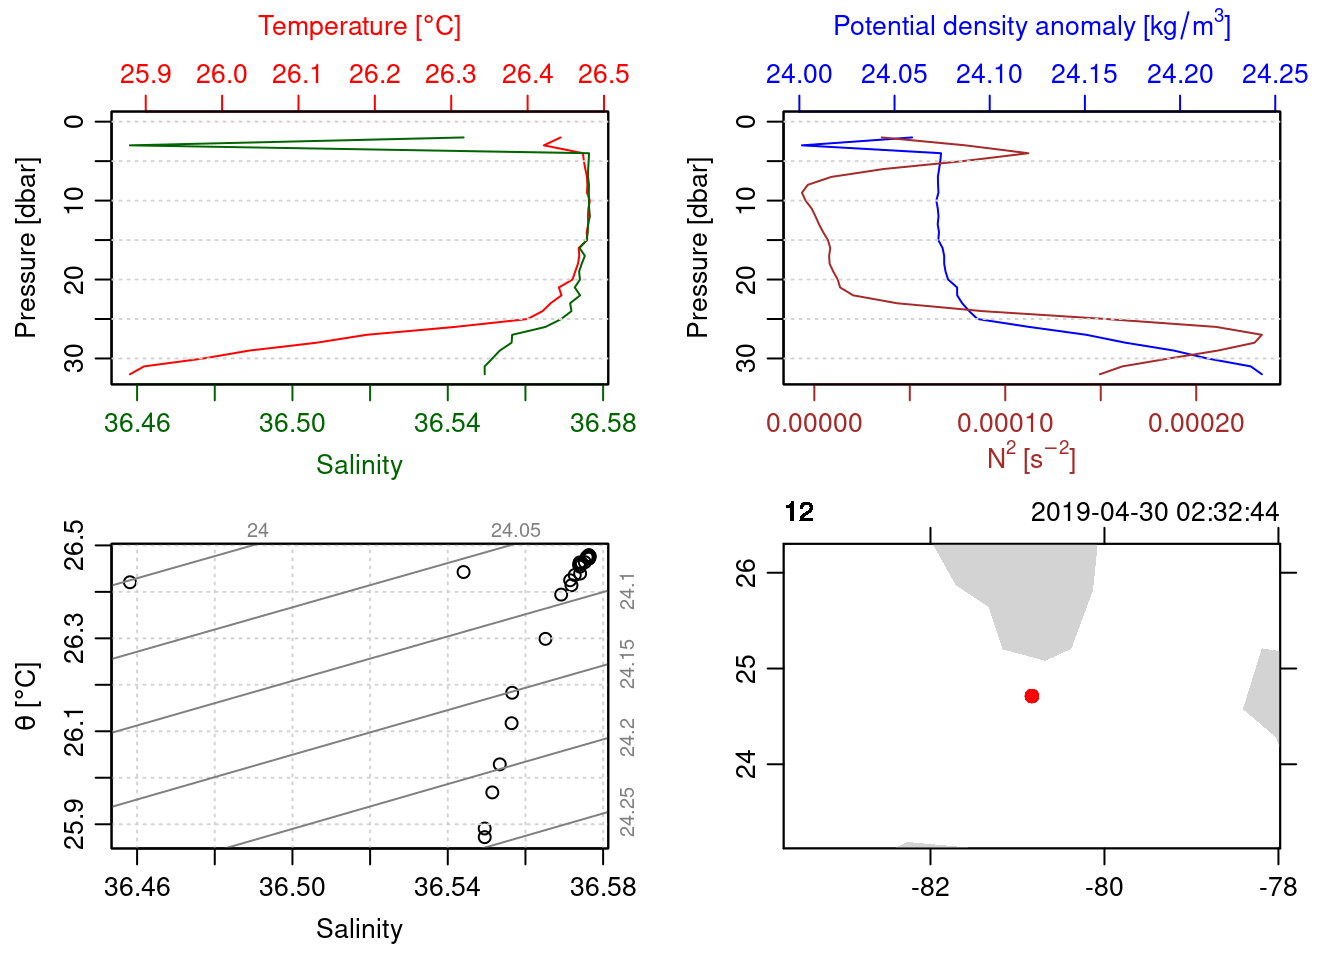 Temperature [°C]
25.9 26.0 26.1 26.2 26.3 26.4 26.5
Pressure [dbar]
0
10
20
30
36.46 36.50 36.54 36.58
Salinity
Potential density anomaly [kg/m³]
24.00 24.05 24.10 24.15 24.20 24.25
Pressure [dbar]
0
10
20
30
0.00000 0.00010 0.00020
N² [s⁻²]
24 24.05
θ [°C]
26.5
26.3
26.1
25.9
24.1
24.15
24.2
24.25
36.46 36.50 36.54 36.58
Salinity
12 2019-04-30 02:32:44
26
25
24
-82 -80 -78